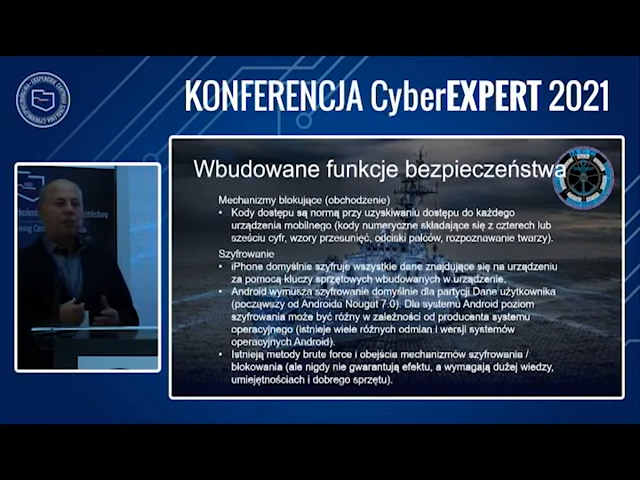 KONFERENCJA CyberEXPERT 2021
Wbudowane funkcje bezpieczeństwa
Mechanizmy blokujące (obchodzenie)
• Kody dostępu są normą przy uzyskiwaniu dostępu do każdego
urządzenia mobilnego (kody numeryczne składające się z czterech lub
sześciu cyfr, wzory przesunięć, odciski palców, rozpoznawanie twarzy).
Szyfrowanie
• iPhone domyślnie szyfruje wszystkie dane znajdujące się na urządzeniu
za pomocą kluczy sprzętowych wbudowanych w urządzenie.
• Android wymusza szyfrowanie domyślnie dla partycji Dane użytkownika
(począwszy od Androida Nougat 7.0). Dla systemu Android poziom
szyfrowania może być różny w zależności od producenta systemu
operacyjnego (istnieje wiele różnych odmian i wersji systemów
operacyjnych Android).
• Istnieją metody brute force i obejścia mechanizmów szyfrowania /
blokowania (ale nigdy nie gwarantują efektu, a wymagają dużej wiedzy,
umiejętnościach i dobrego sprzętu).